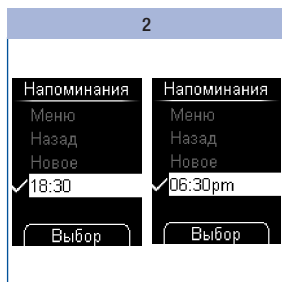 2
Напоминания
Меню
Назад
Новое
18:30
Выбор
Напоминания
Меню
Назад
Новое
06:30pm
Выбор